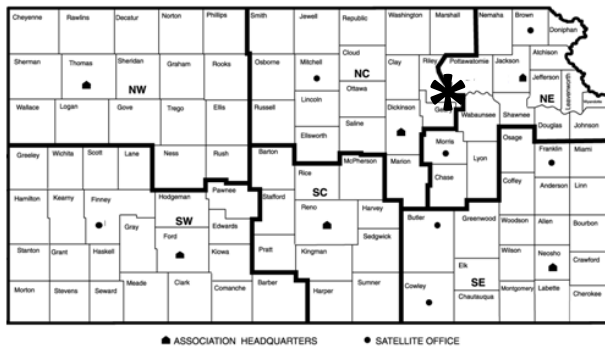 Cheyenne Rawlins Decatur Norton Phillips Smith Jewell Republic Washington Marshall Nemaha Brown Doniphan
Sherman Thomas Sheridan Graham Rooks Osborne Mitchell Cloud Clay Riley Pottawatomie Jackson Atchison
NW NC Jefferson Leavenworth
Ottawa NE Wyandotte
Wallace Logan Gove Trego Ellis Russell Lincoln Dickinson Geary Wabaunsee Shawnee
Saline Douglas Johnson
Ellsworth Morris Osage
Greeley Wichita Scott Lane Ness Rush Barton McPherson Marion Lyon Franklin Miami
Rice Chase
Hamilton Kearny Finney Hodgeman Pawnee Stafford SC Coffey Anderson Linn
SW Reno Harvey Butler Greenwood
Gray Edwards Sedgwick Woodson Allen Bourbon
Ford
Stanton Grant Haskell Kiowa Pratt Kingman Elk Wilson Neosho Crawford
SE
Morton Stevens Seward Meade Clark Comanche Barber Harper Sumner Cowley Chautauqua Montgomery Labette Cherokee
ASSOCIATION HEADQUARTERS SATELLITE OFFICE